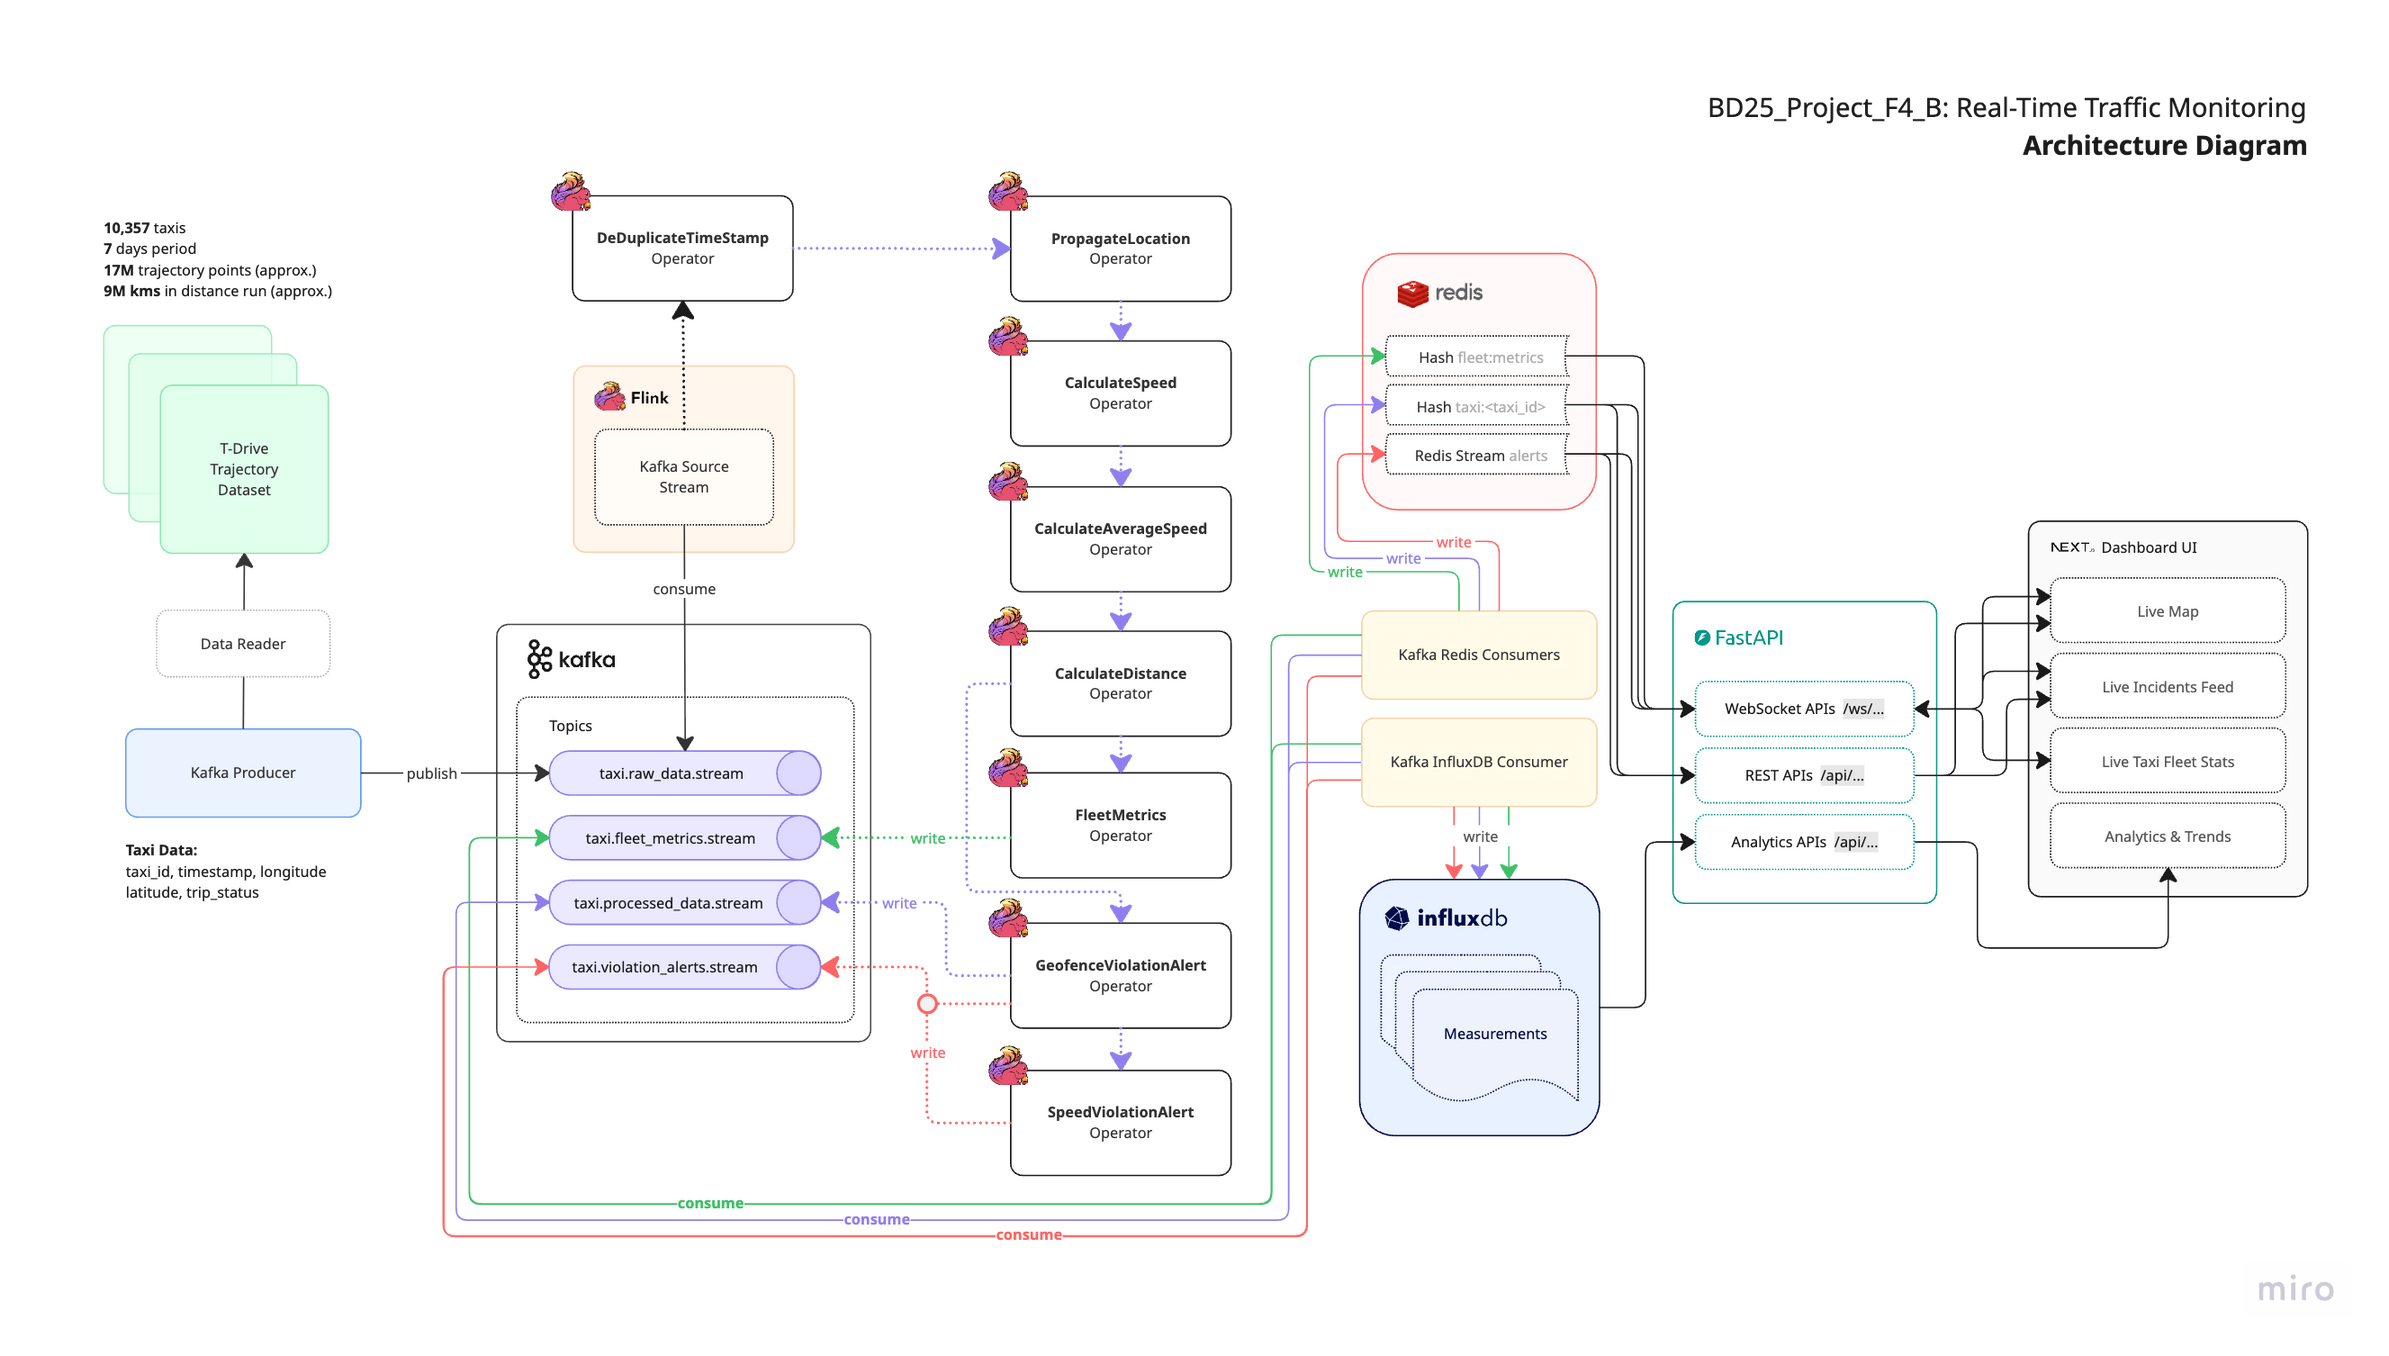 BD25_Project_F4_B: Real-Time Traffic Monitoring
Architecture Diagram
10,357 taxis
7 days period
17M trajectory points (approx.)
9M kms in distance run (approx.)
T-Drive
Trajectory
Dataset
Data Reader
Kafka Producer
publish
Taxi Data:
taxi_id, timestamp, longitude
latitude, trip_status
DeDuplicateTimeStamp
Operator
Flink
Kafka Source
Stream
consume
kafka
Topics
taxi.raw_data.stream
taxi.fleet_metrics.stream
taxi.processed_data.stream
taxi.violation_alerts.stream
PropagateLocation
Operator
CalculateSpeed
Operator
CalculateAverageSpeed
Operator
CalculateDistance
Operator
FleetMetrics
Operator
write
write
GeofenceViolationAlert
Operator
write
SpeedViolationAlert
Operator
consume
consume
consume
redis
Hash fleet:metrics
Hash taxi:<taxi_id>
Redis Stream alerts
write
write
write
Kafka Redis Consumers
Kafka InfluxDB Consumer
write
influxdb
Measurements
FastAPI
WebSocket APIs /ws/...
REST APIs /api/...
Analytics APIs /api/...
NEXT.js Dashboard UI
Live Map
Live Incidents Feed
Live Taxi Fleet Stats
Analytics & Trends
miro